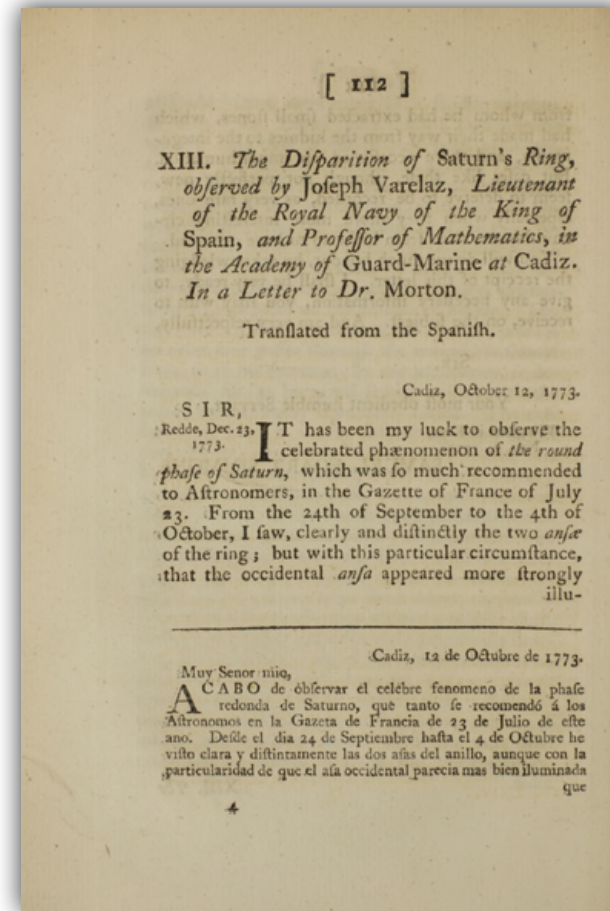 [ 112 ]
XIII. The Diſparition of Saturn's Ring,
obſerved by Joſeph Varelaz, Lieutenant
of the Royal Navy of the King of
Spain, and Profeſſor of Mathematics, in
the Academy of Guard-Marine at Cadiz.
In a Letter to Dr. Morton.
Tranſlated from the Spaniſh.
Cadiz, October 12, 1773.
S I R,
Redde, Dec. 23, 1773.
IT has been my luck to obſerve the
celebrated phænomenon of the round
phaſe of Saturn, which was ſo much recommended
to Aſtronomers, in the Gazette of France of July
23. From the 24th of September to the 4th of
October, I ſaw, clearly and diſtinctly the two anſæ
of the ring; but with this particular circumſtance,
that the occidental anſa appeared more ſtrongly
illu-
Cadiz, 12 de Octubre de 1773.
Muy Senor mio,
ACABO de obſervar el celébre fenomeno de la phaſe
redonda de Saturno, que tanto ſe recomendó á los
Aſtronomos en la Gazeta de Francia de 23 de Julio de eſte
ano. Deſde el dia 24 de Septiembre haſta el 4 de Octubre he
viſto clara y diſtintamente las dos aſas del anillo, aunque con la
particularidad de que el aſa occidental parecia mas bien iluminada
que
4